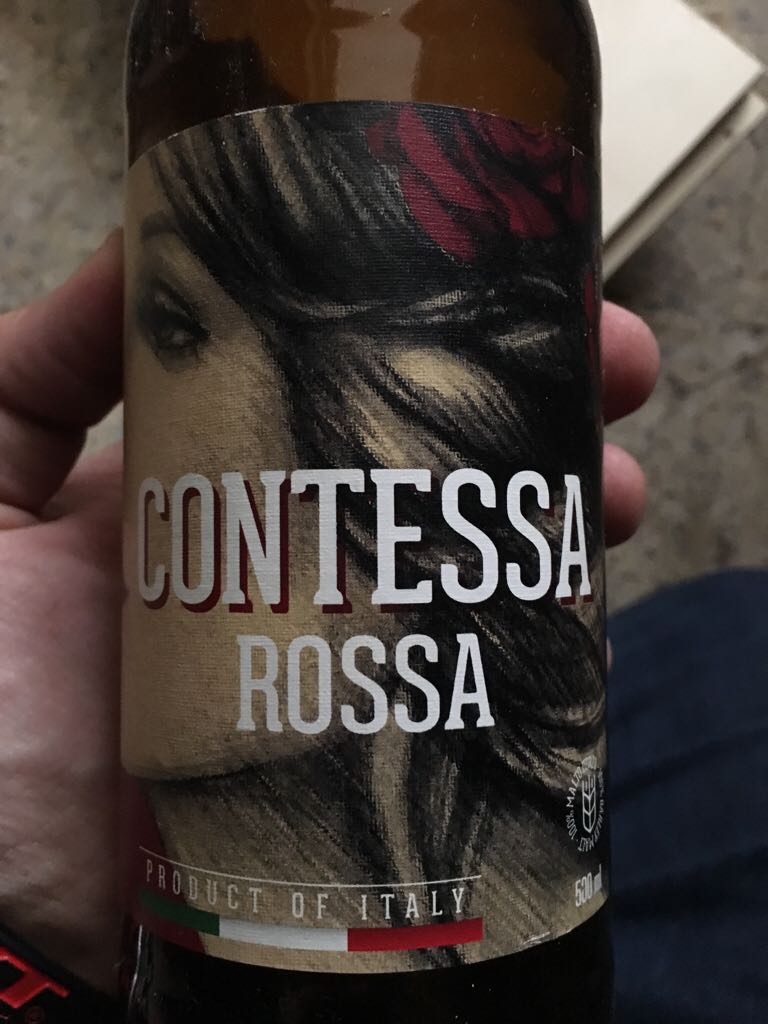 CONTESSA
ROSSA
PRODUCT OF ITALY
500 ml